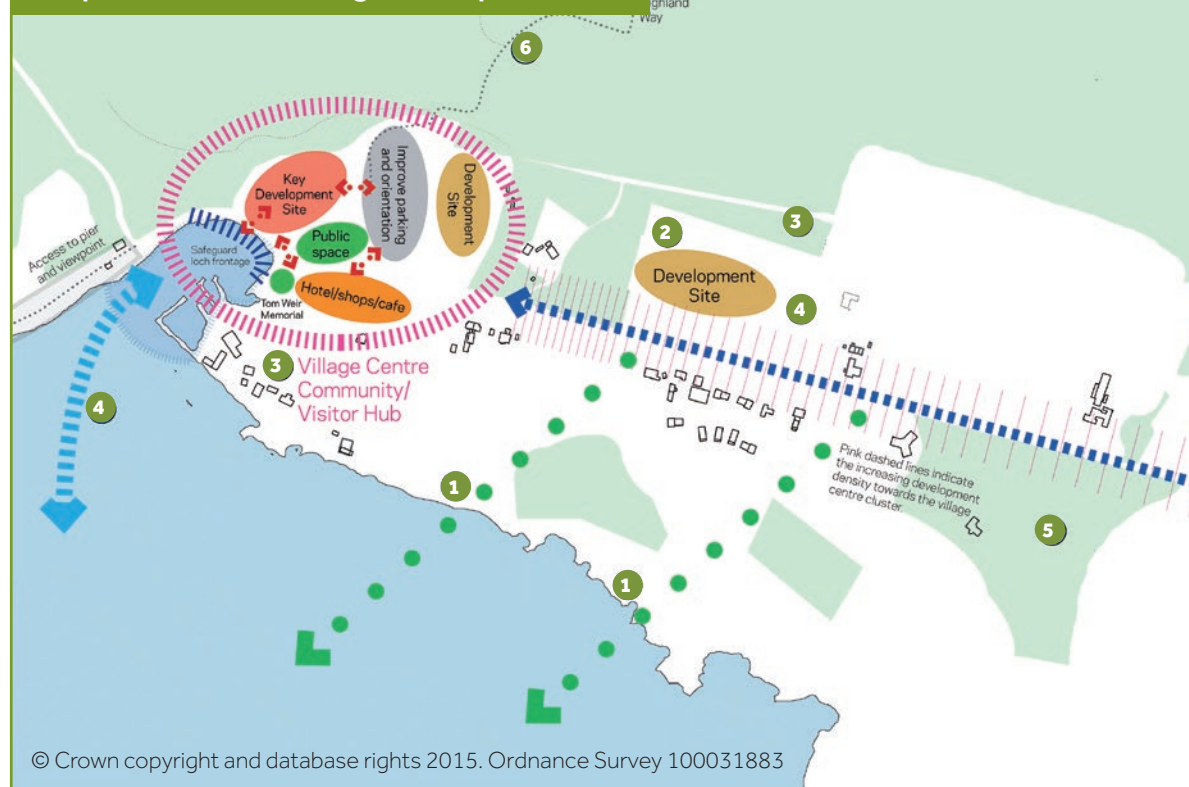 ighland
Way
6
Key
Development
Site
Improve parking
and orientation
Development
Site
Public
space
Safeguard
loch frontage
Access to pier
and viewpoint
Tom Weir
Memorial
Hotel/shops/cafe
3
2
Development
Site
4
3
Village Centre
Community/
Visitor Hub
4
Pink dashed lines indicate
the increasing development
density towards the village
centre cluster.
1
5
1
© Crown copyright and database rights 2015. Ordnance Survey 100031883